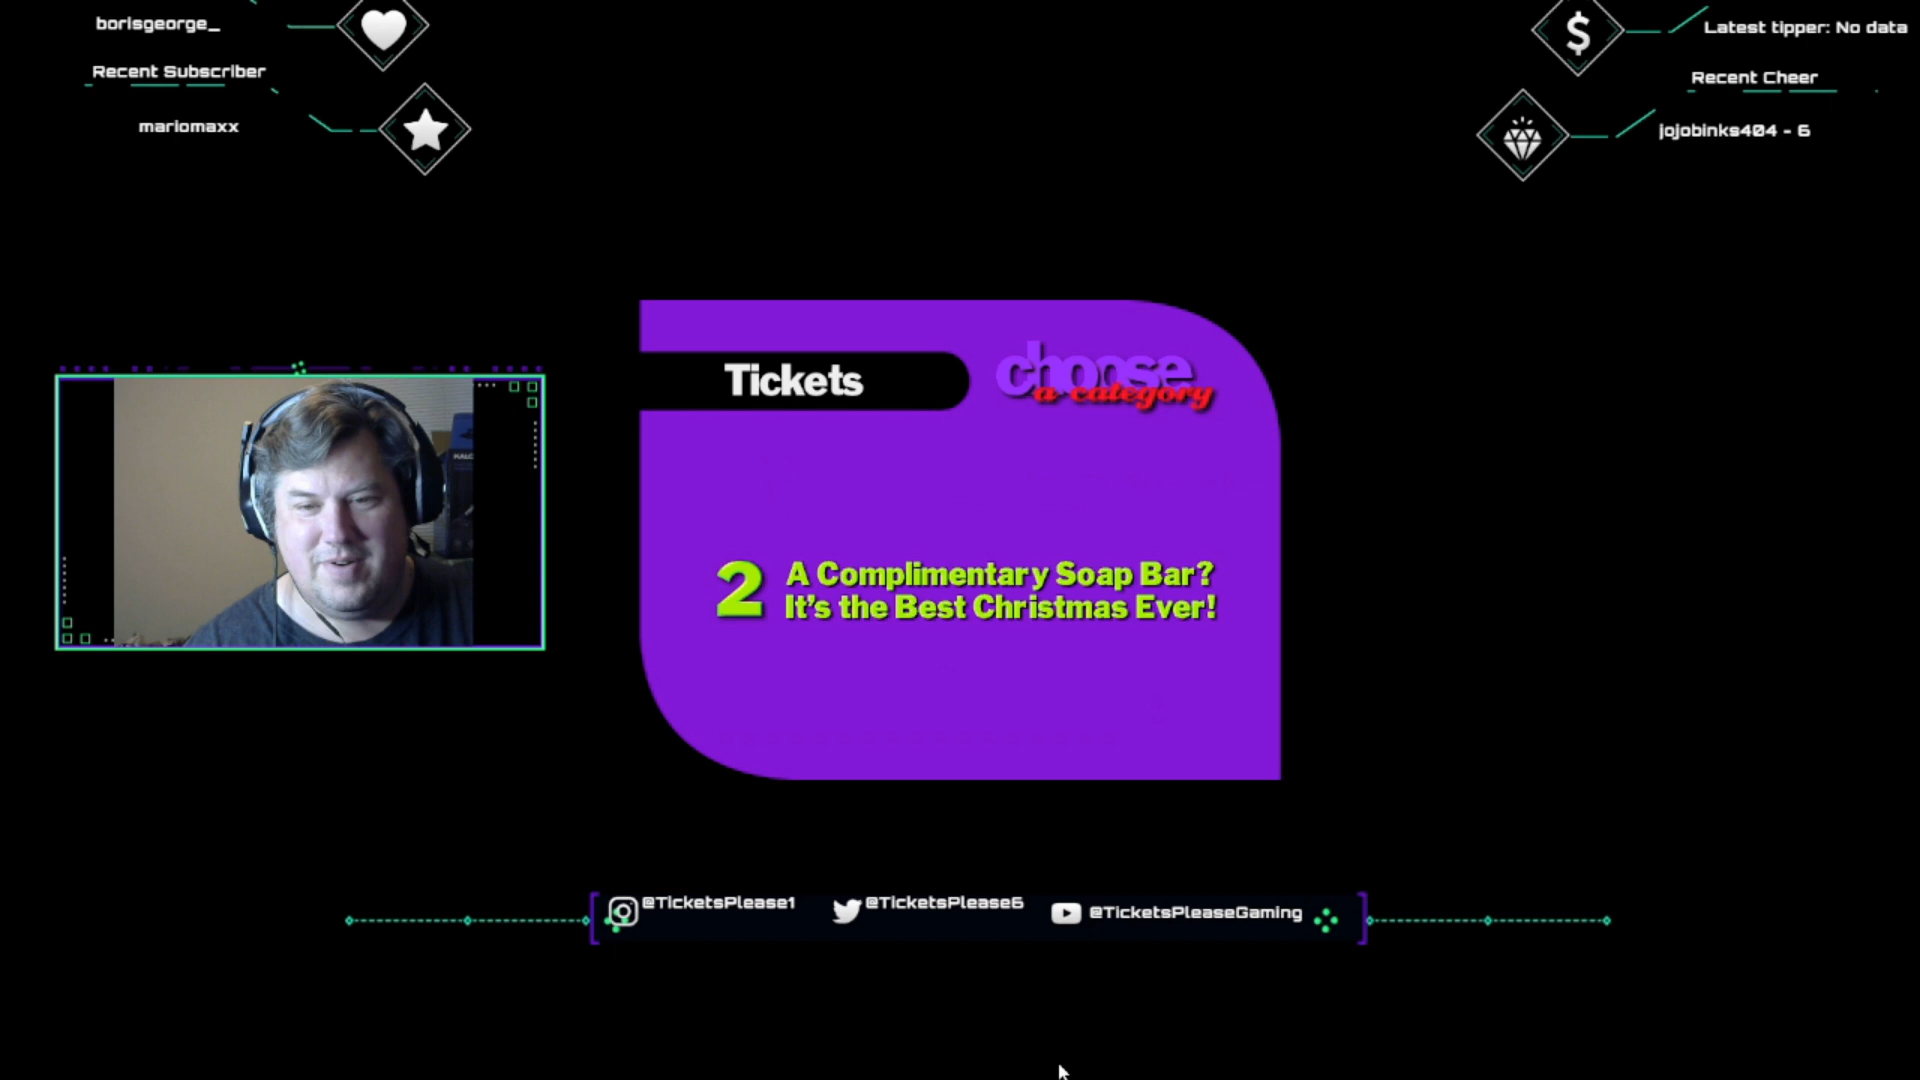 borisgeorge_
Recent Subscriber
mariomaxx
Latest tipper: No data
Recent Cheer
jojobinks404 - 6
Tickets
choose
a category
HALO
2 A Complimentary Soap Bar?
It's the Best Christmas Ever!
@TicketsPlease1
@TicketsPlease6
@TicketsPleaseGaming